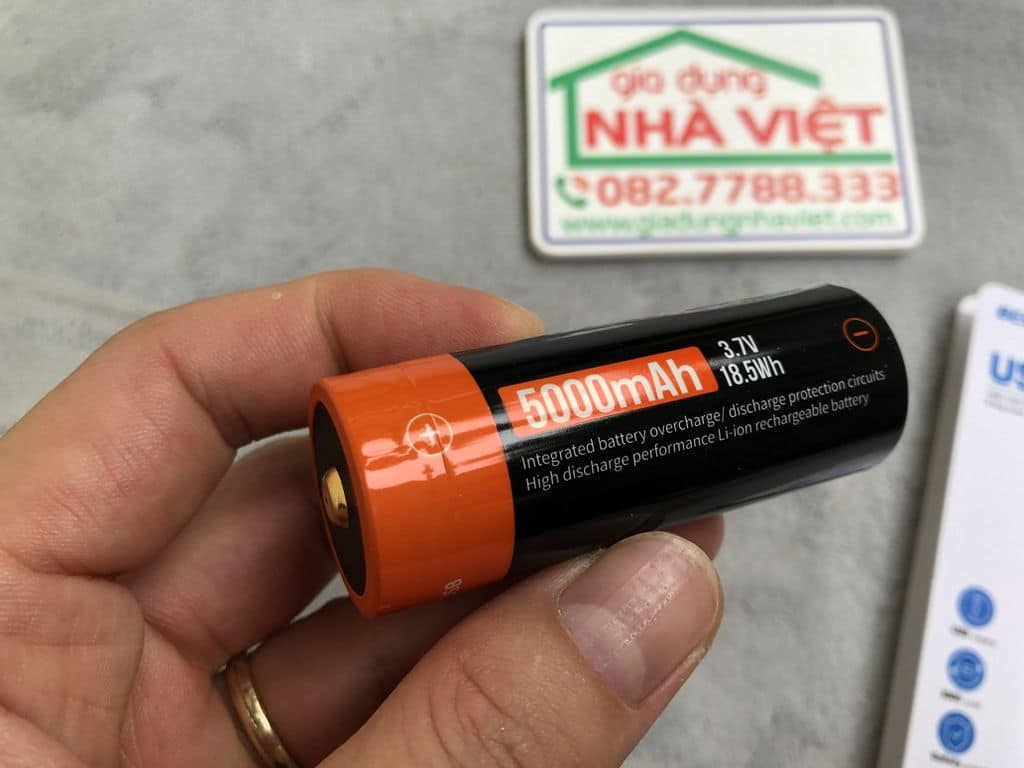 gia dụng
NHÀ VIỆT
082.7788.333
www.giadungnhaviet.com
5000mAh
3.7V
18.5Wh
Integrated battery overcharge/ discharge protection circuits
High discharge performance Li-ion rechargeable battery
+
−
US